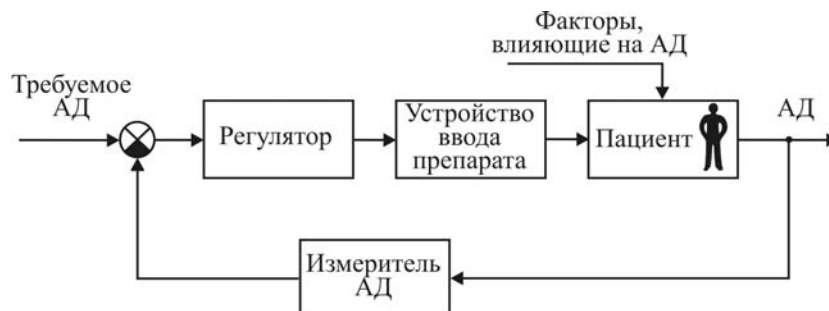 Факторы,
влияющие на АД
Требуемое
АД
Регулятор
Устройство
ввода
препарата
Пациент
АД
Измеритель
АД